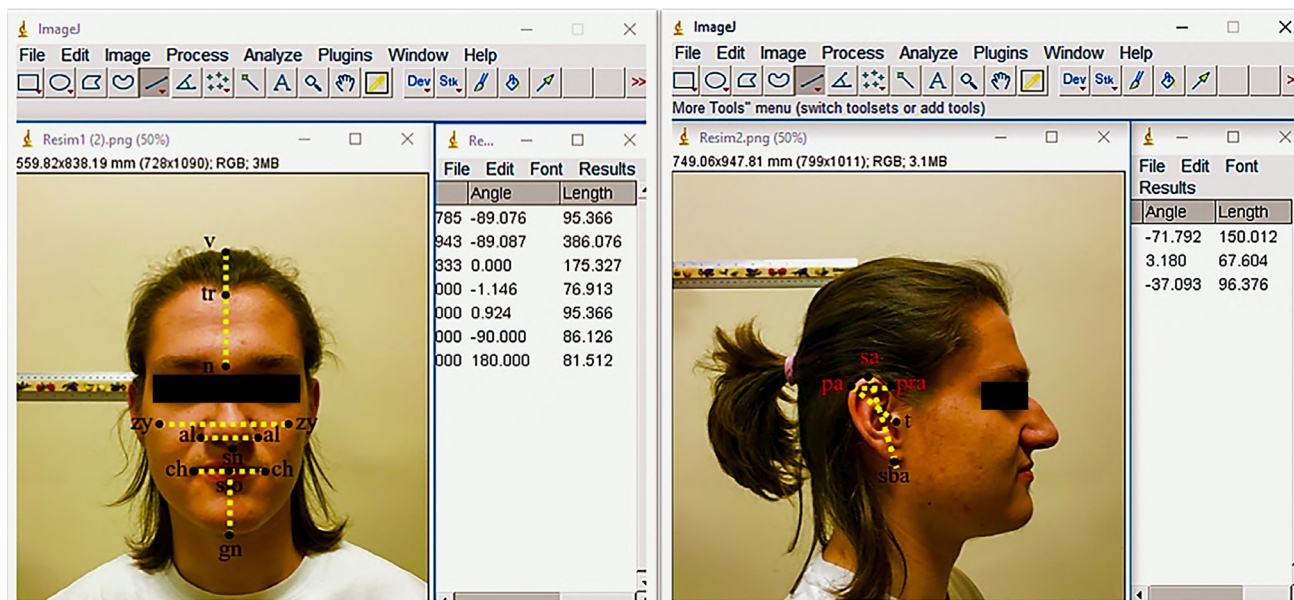 ImageJ
File Edit Image Process Analyze Plugins Window Help
A Dev Stk >>
Resim1 (2).png (50%)
559.82x838.19 mm (728x1090); RGB; 3MB
v
tr
n
zy zy
al al
sn
ch ch
sto
gn
Re...
File Edit Font Results
Angle Length
785 -89.076 95.366
943 -89.087 386.076
333 0.000 175.327
000 -1.146 76.913
000 0.924 95.366
000 -90.000 86.126
000 180.000 81.512
ImageJ
File Edit Image Process Analyze Plugins Window Help
A Dev Stk >
More Tools" menu (switch toolsets or add tools)
Resim2.png (50%)
749.06x947.81 mm (799x1011); RGB; 3.1MB
sa
pa pra
t
sba
File Edit Font
Results
Angle Length
-71.792 150.012
3.180 67.604
-37.093 96.376